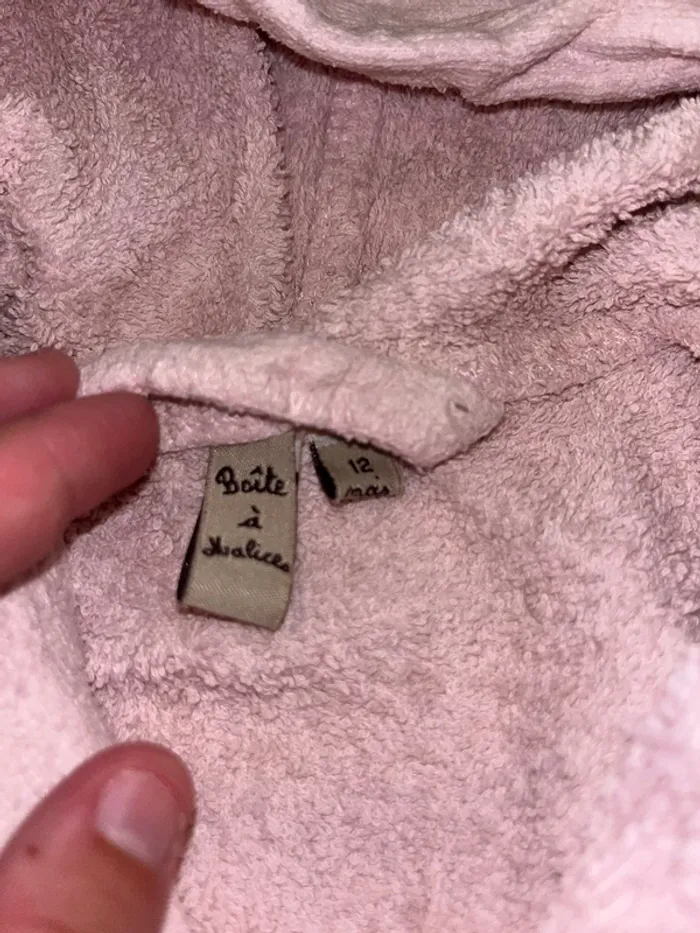 Boîte
à
Malices
12
mois